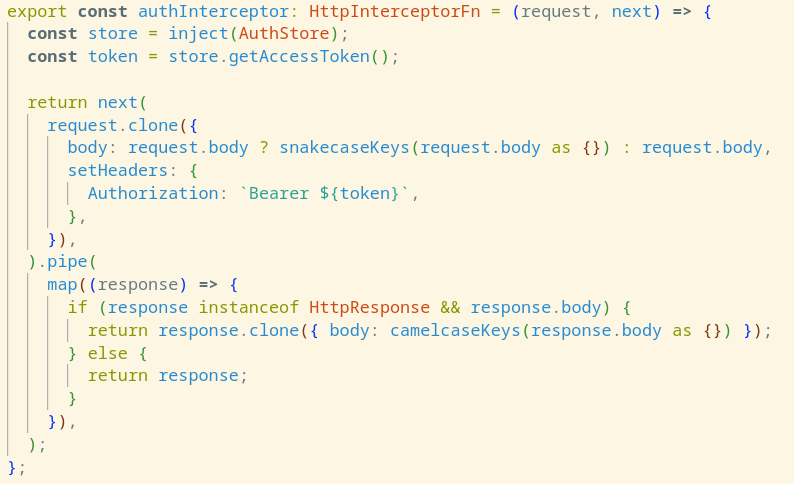 export const authInterceptor: HttpInterceptorFn = (request, next) => {
  const store = inject(AuthStore);
  const token = store.getAccessToken();

  return next(
    request.clone({
      body: request.body ? snakecaseKeys(request.body as {}) : request.body,
      setHeaders: {
        Authorization: `Bearer ${token}`,
      },
    }),
  ).pipe(
    map((response) => {
      if (response instanceof HttpResponse && response.body) {
        return response.clone({ body: camelcaseKeys(response.body as {}) });
      } else {
        return response;
      }
    }),
  );
};